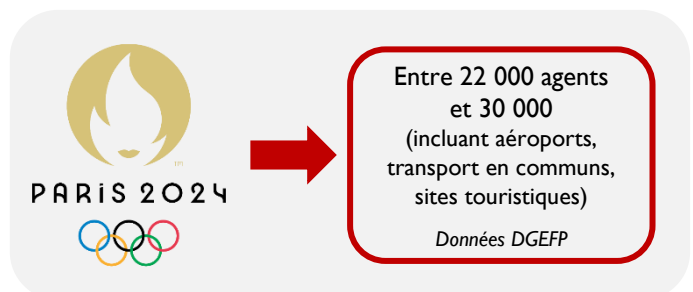 PARIS 2024
Entre 22 000 agents
et 30 000
(incluant aéroports,
transport en communs,
sites touristiques)
Données DGEFP